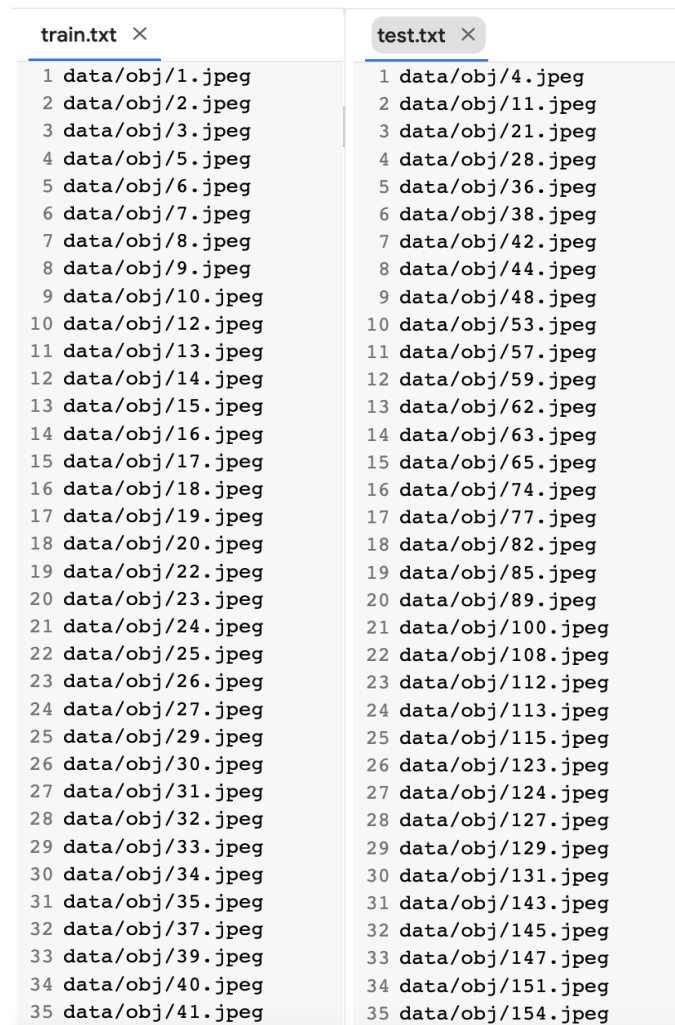 train.txt ×
1 data/obj/1.jpeg
2 data/obj/2.jpeg
3 data/obj/3.jpeg
4 data/obj/5.jpeg
5 data/obj/6.jpeg
6 data/obj/7.jpeg
7 data/obj/8.jpeg
8 data/obj/9.jpeg
9 data/obj/10.jpeg
10 data/obj/12.jpeg
11 data/obj/13.jpeg
12 data/obj/14.jpeg
13 data/obj/15.jpeg
14 data/obj/16.jpeg
15 data/obj/17.jpeg
16 data/obj/18.jpeg
17 data/obj/19.jpeg
18 data/obj/20.jpeg
19 data/obj/22.jpeg
20 data/obj/23.jpeg
21 data/obj/24.jpeg
22 data/obj/25.jpeg
23 data/obj/26.jpeg
24 data/obj/27.jpeg
25 data/obj/29.jpeg
26 data/obj/30.jpeg
27 data/obj/31.jpeg
28 data/obj/32.jpeg
29 data/obj/33.jpeg
30 data/obj/34.jpeg
31 data/obj/35.jpeg
32 data/obj/37.jpeg
33 data/obj/39.jpeg
34 data/obj/40.jpeg
35 data/obj/41.jpeg
test.txt ×
1 data/obj/4.jpeg
2 data/obj/11.jpeg
3 data/obj/21.jpeg
4 data/obj/28.jpeg
5 data/obj/36.jpeg
6 data/obj/38.jpeg
7 data/obj/42.jpeg
8 data/obj/44.jpeg
9 data/obj/48.jpeg
10 data/obj/53.jpeg
11 data/obj/57.jpeg
12 data/obj/59.jpeg
13 data/obj/62.jpeg
14 data/obj/63.jpeg
15 data/obj/65.jpeg
16 data/obj/74.jpeg
17 data/obj/77.jpeg
18 data/obj/82.jpeg
19 data/obj/85.jpeg
20 data/obj/89.jpeg
21 data/obj/100.jpeg
22 data/obj/108.jpeg
23 data/obj/112.jpeg
24 data/obj/113.jpeg
25 data/obj/115.jpeg
26 data/obj/123.jpeg
27 data/obj/124.jpeg
28 data/obj/127.jpeg
29 data/obj/129.jpeg
30 data/obj/131.jpeg
31 data/obj/143.jpeg
32 data/obj/145.jpeg
33 data/obj/147.jpeg
34 data/obj/151.jpeg
35 data/obj/154.jpeg